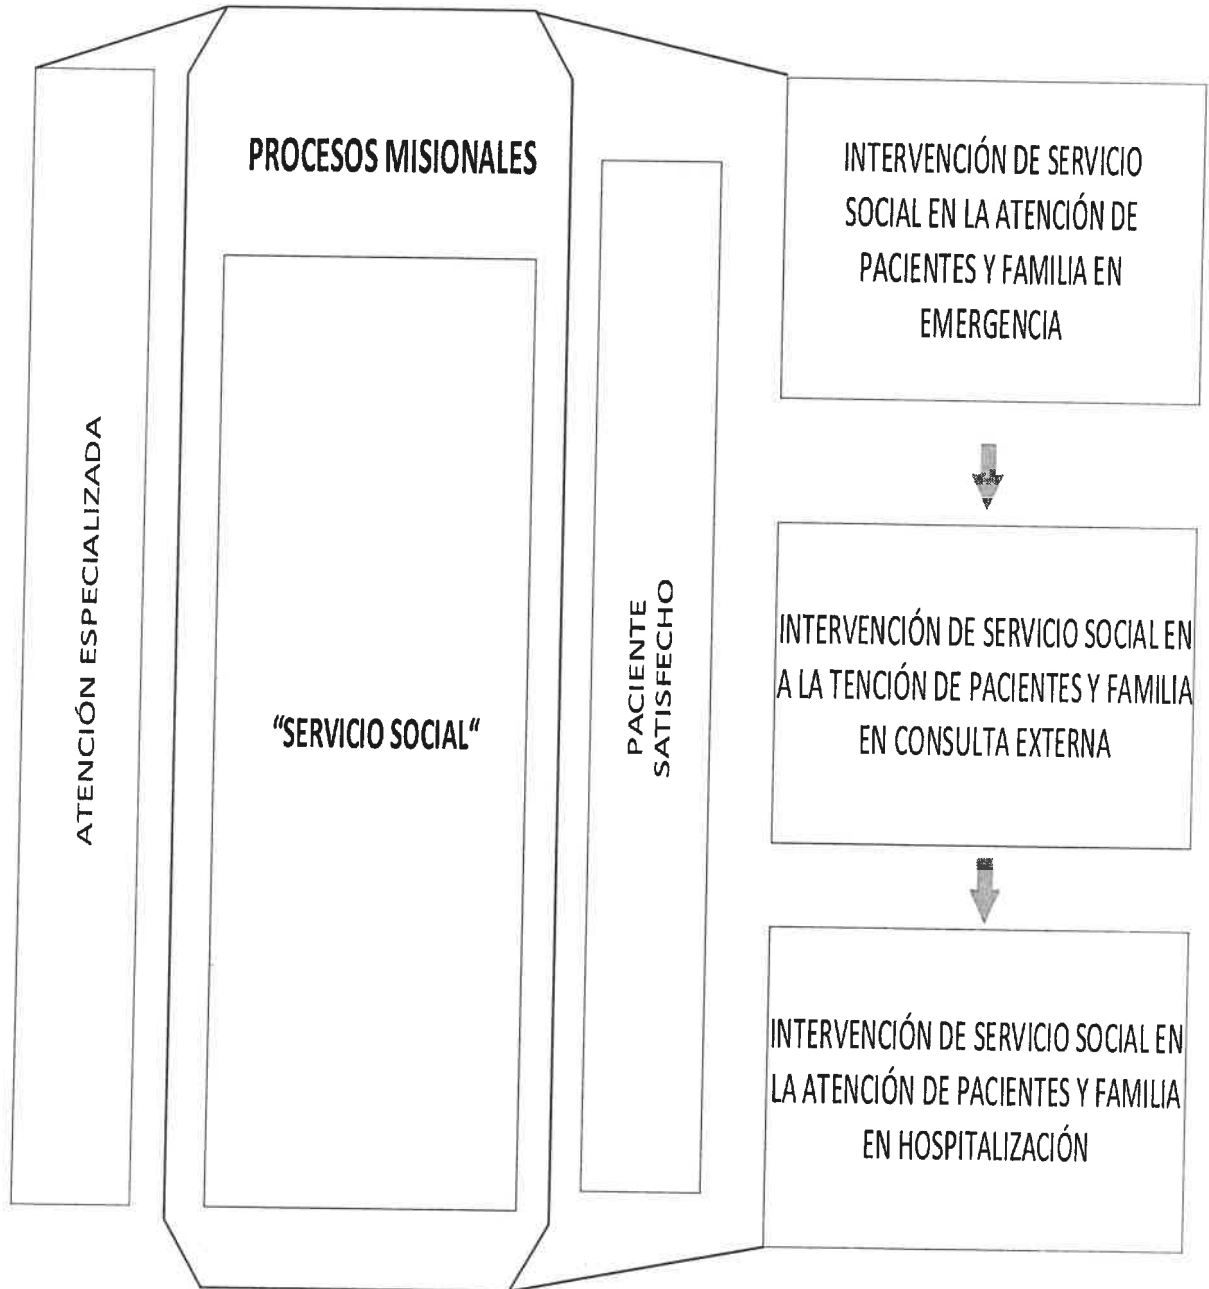 PROCESOS MISIONALES
ATENCIÓN ESPECIALIZADA
"SERVICIO SOCIAL"
PACIENTE
SATISFECHO
INTERVENCIÓN DE SERVICIO
SOCIAL EN LA ATENCIÓN DE
PACIENTES Y FAMILIA EN
EMERGENCIA
INTERVENCIÓN DE SERVICIO SOCIAL EN
A LA TENCIÓN DE PACIENTES Y FAMILIA
EN CONSULTA EXTERNA
INTERVENCIÓN DE SERVICIO SOCIAL EN
LA ATENCIÓN DE PACIENTES Y FAMILIA
EN HOSPITALIZACIÓN